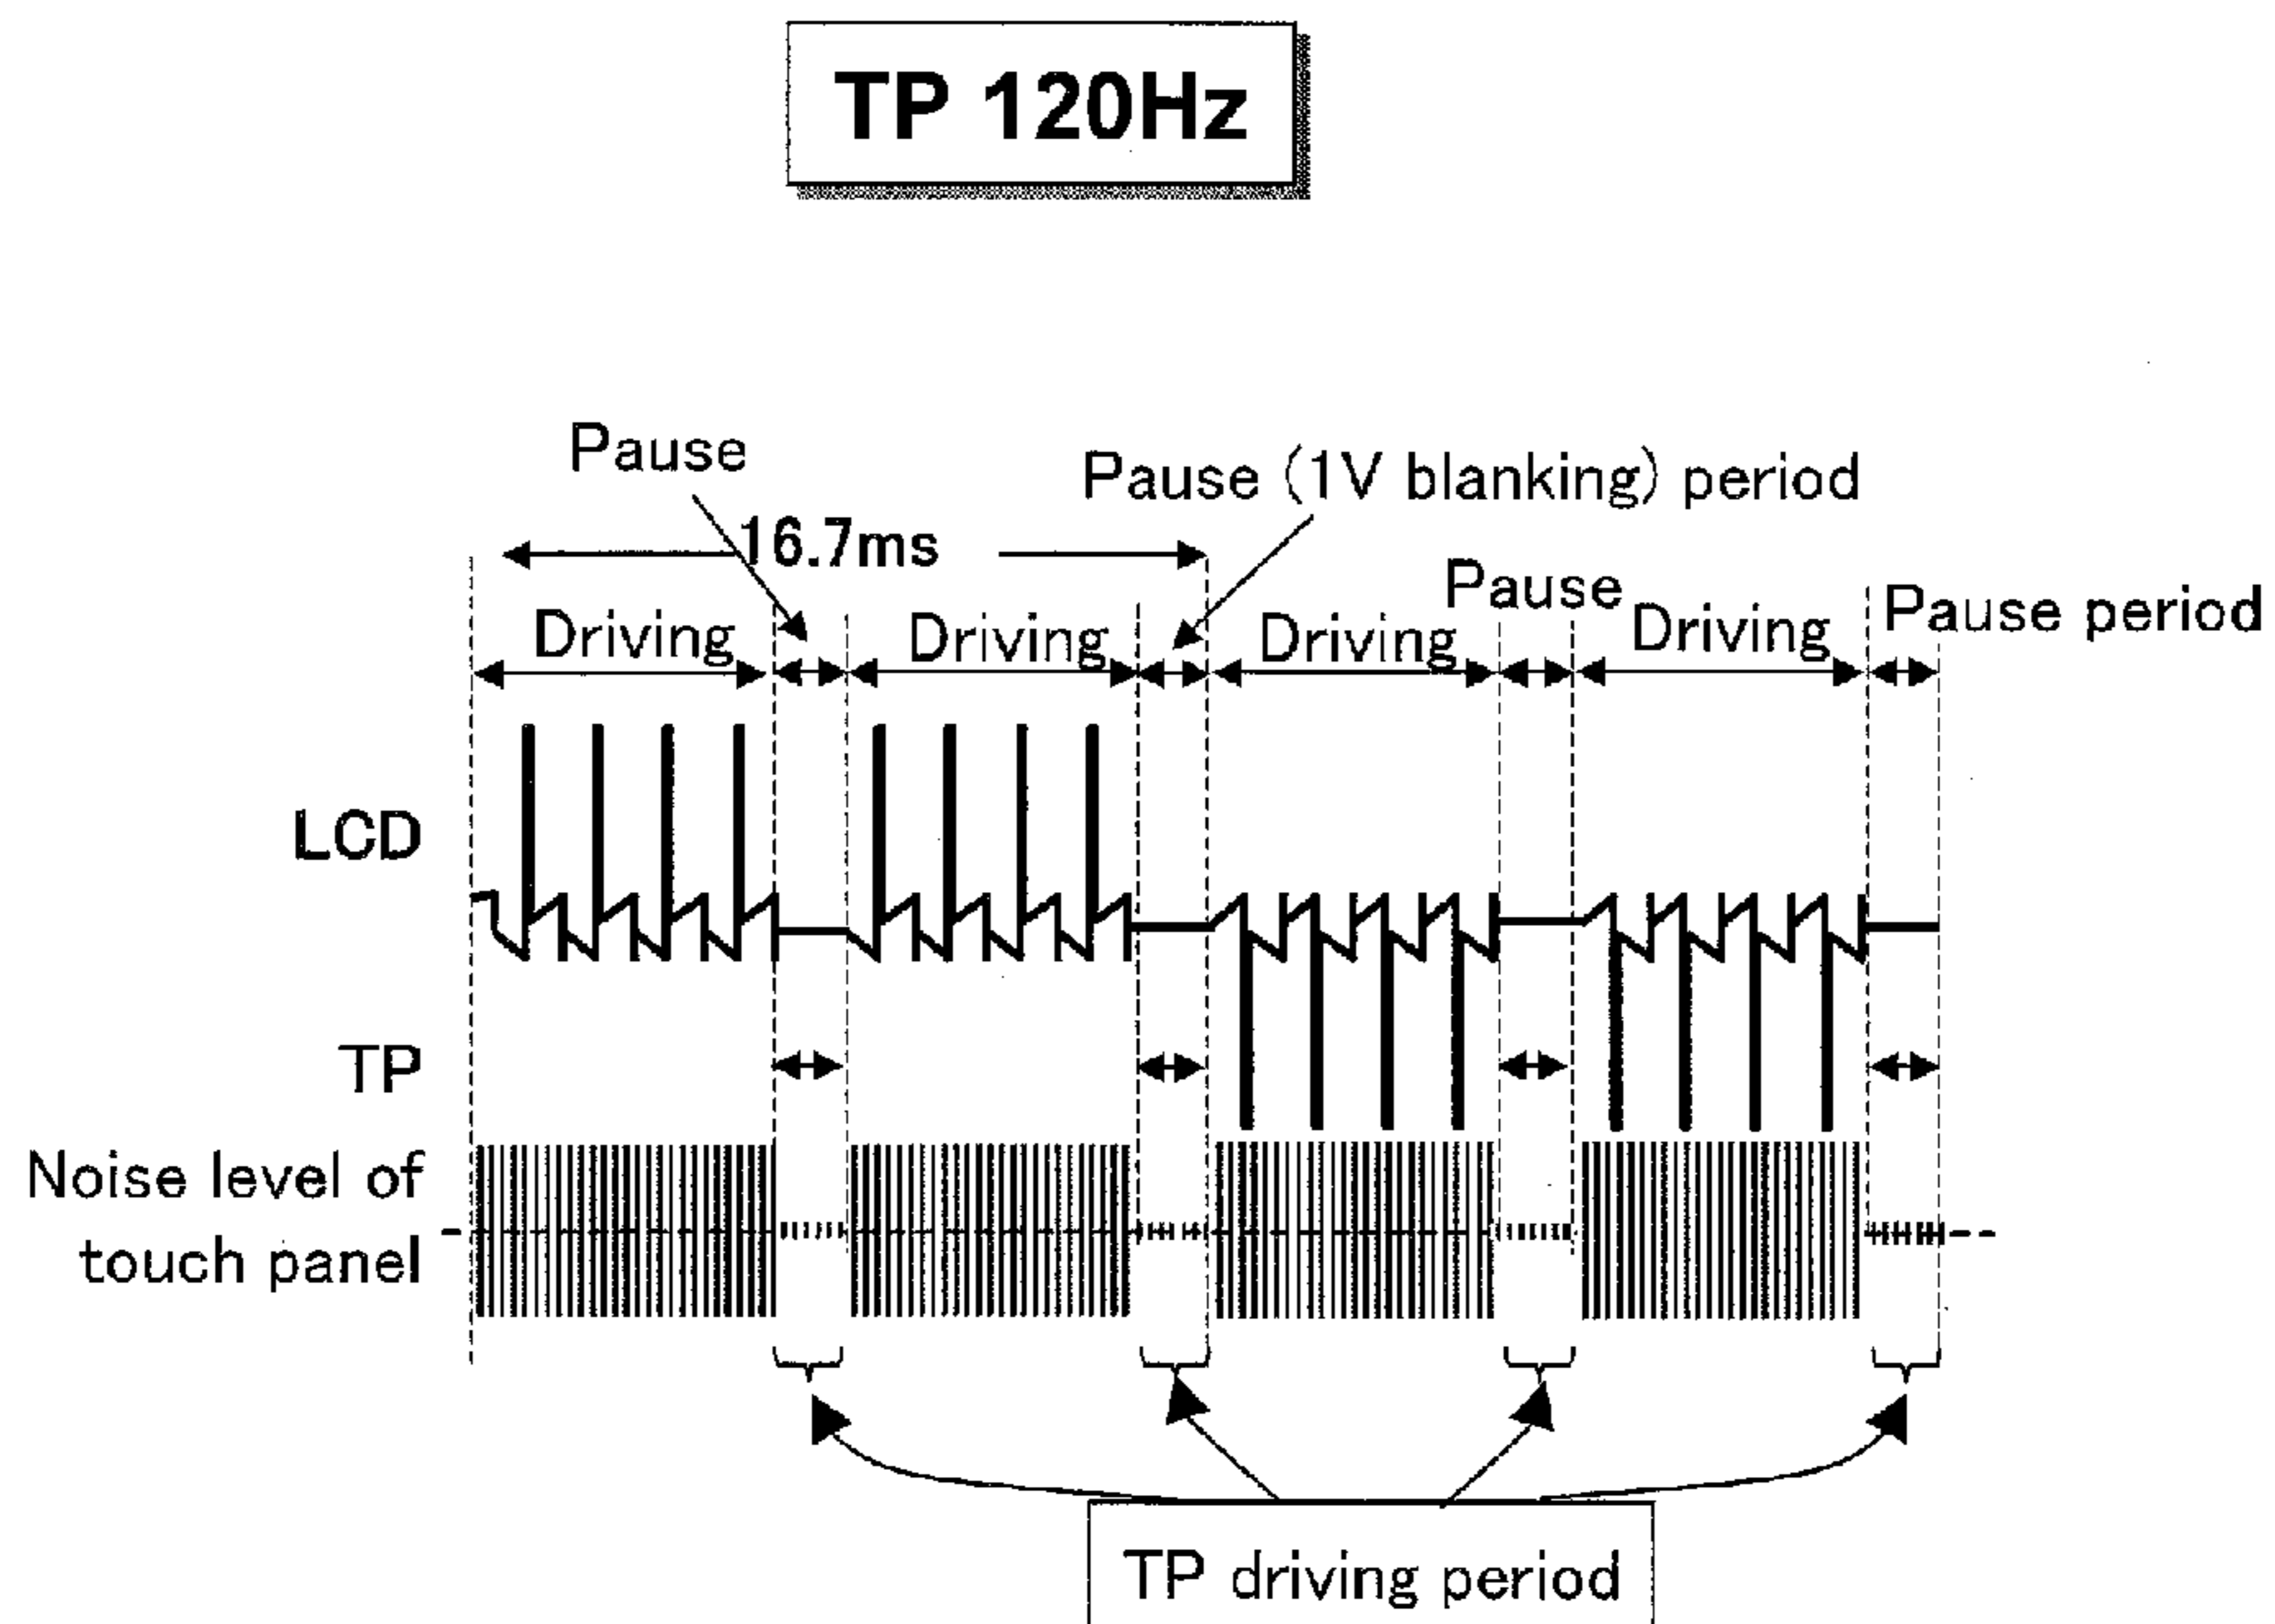 TP 120Hz
Pause
Pause (1V blanking) period
16.7ms
Pause
Pause period
Driving
Driving
Driving
Driving
LCD
TP
Noise level of
touch panel
TP driving period